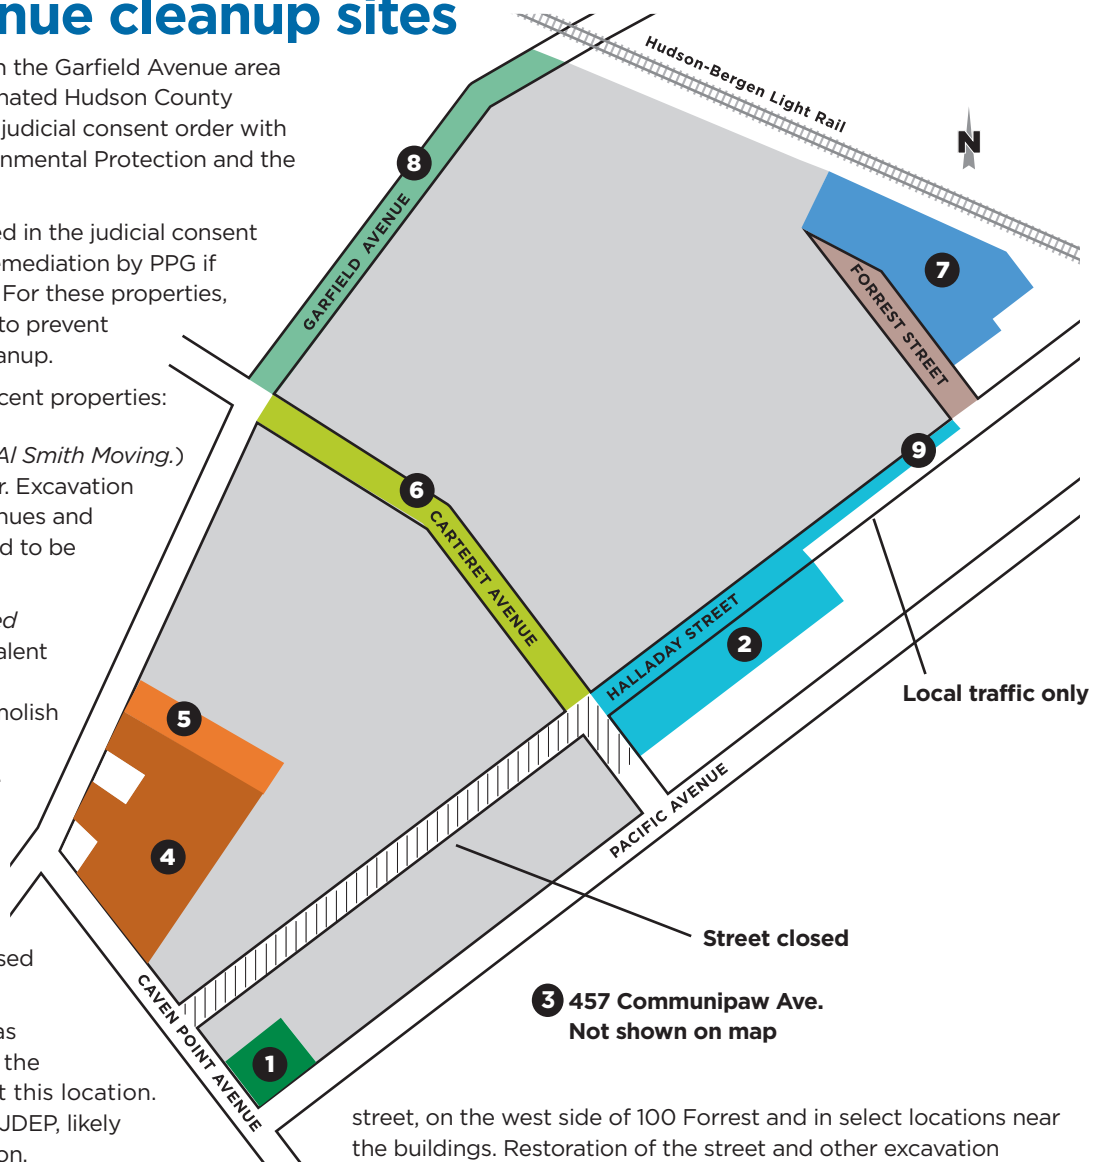 nue cleanup sites
n the Garfield Avenue area
nated Hudson County
judicial consent order with
nmental Protection and the
ed in the judicial consent
emediation by PPG if
For these properties,
to prevent
anup.
cent properties:
Al Smith Moving.)
r. Excavation
nues and
d to be
ed
alent
molish
sed
as
the
t this location.
JDEP, likely
on.
Hudson-Bergen Light Rail
N
8
GARFIELD AVENUE
7
FORREST STREET
9
6
CARTERET AVENUE
HALLADAY STREET
2
Local traffic only
5
4
PACIFIC AVENUE
Street closed
CAVEN POINT AVENUE
1
3 457 Communipaw Ave.
Not shown on map
street, on the west side of 100 Forrest and in select locations near
the buildings. Restoration of the street and other excavation